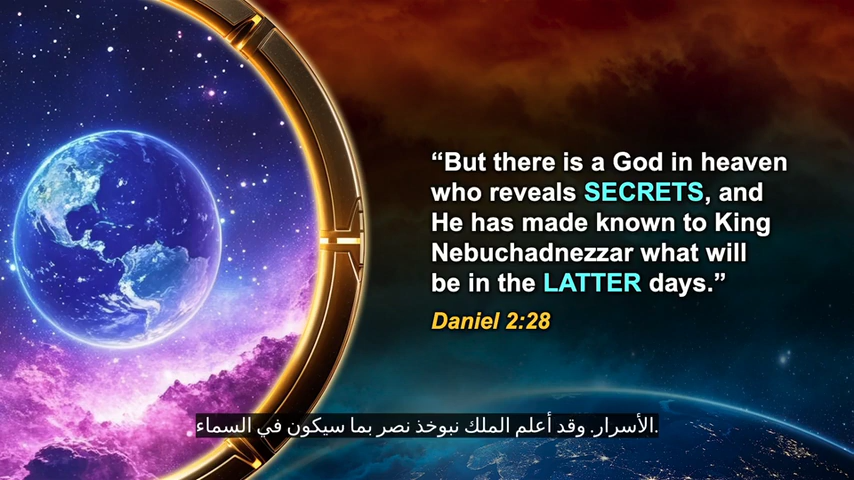 “But there is a God in heaven
who reveals SECRETS, and
He has made known to King
Nebuchadnezzar what will
be in the LATTER days.”
Daniel 2:28
الأسرار. وقد أعلم الملك نبوخذ نصر بما سيكون في السماء.